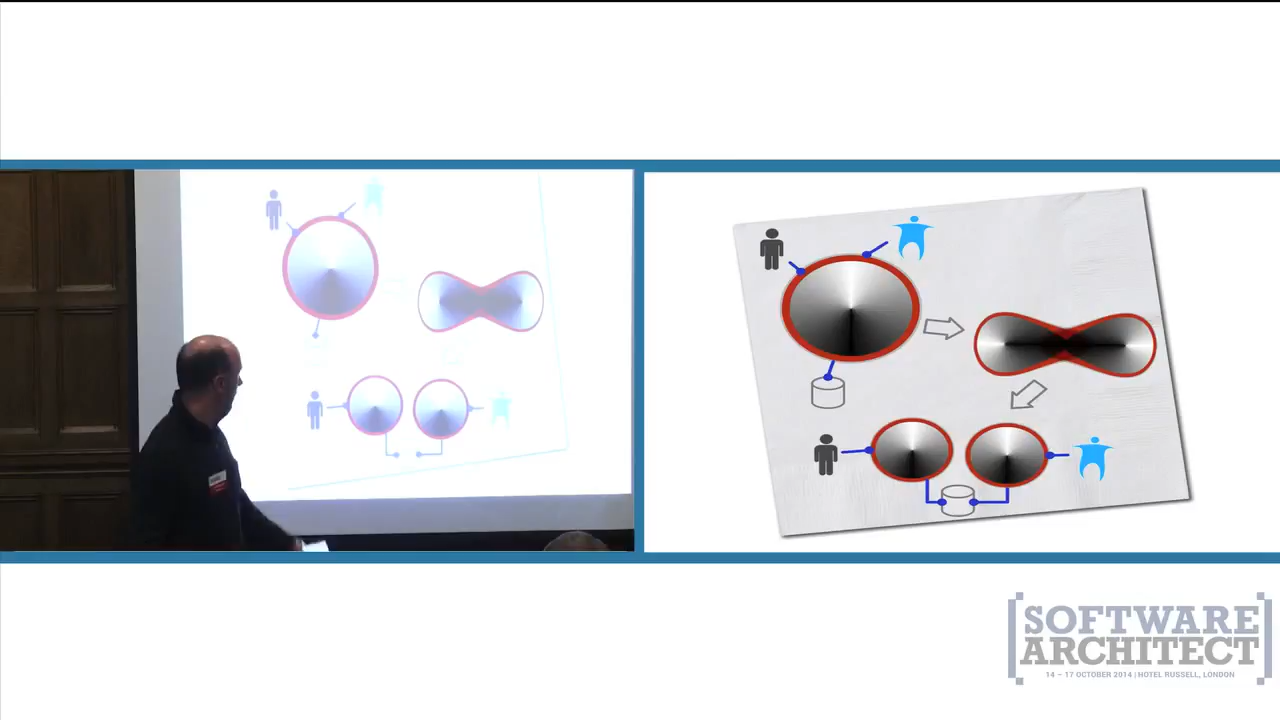 SOFTWARE
ARCHITECT
14 – 17 OCTOBER 2014 | HOTEL RUSSELL, LONDON